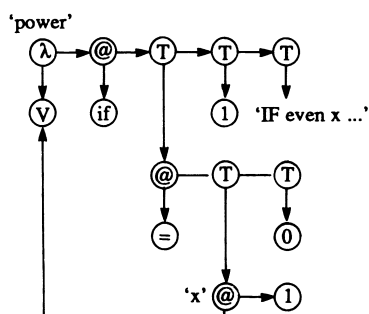 ‘power’
λ @ T T T
V if 1 ‘IF even x ...’
@ T T
= 0
‘x’ @ 1